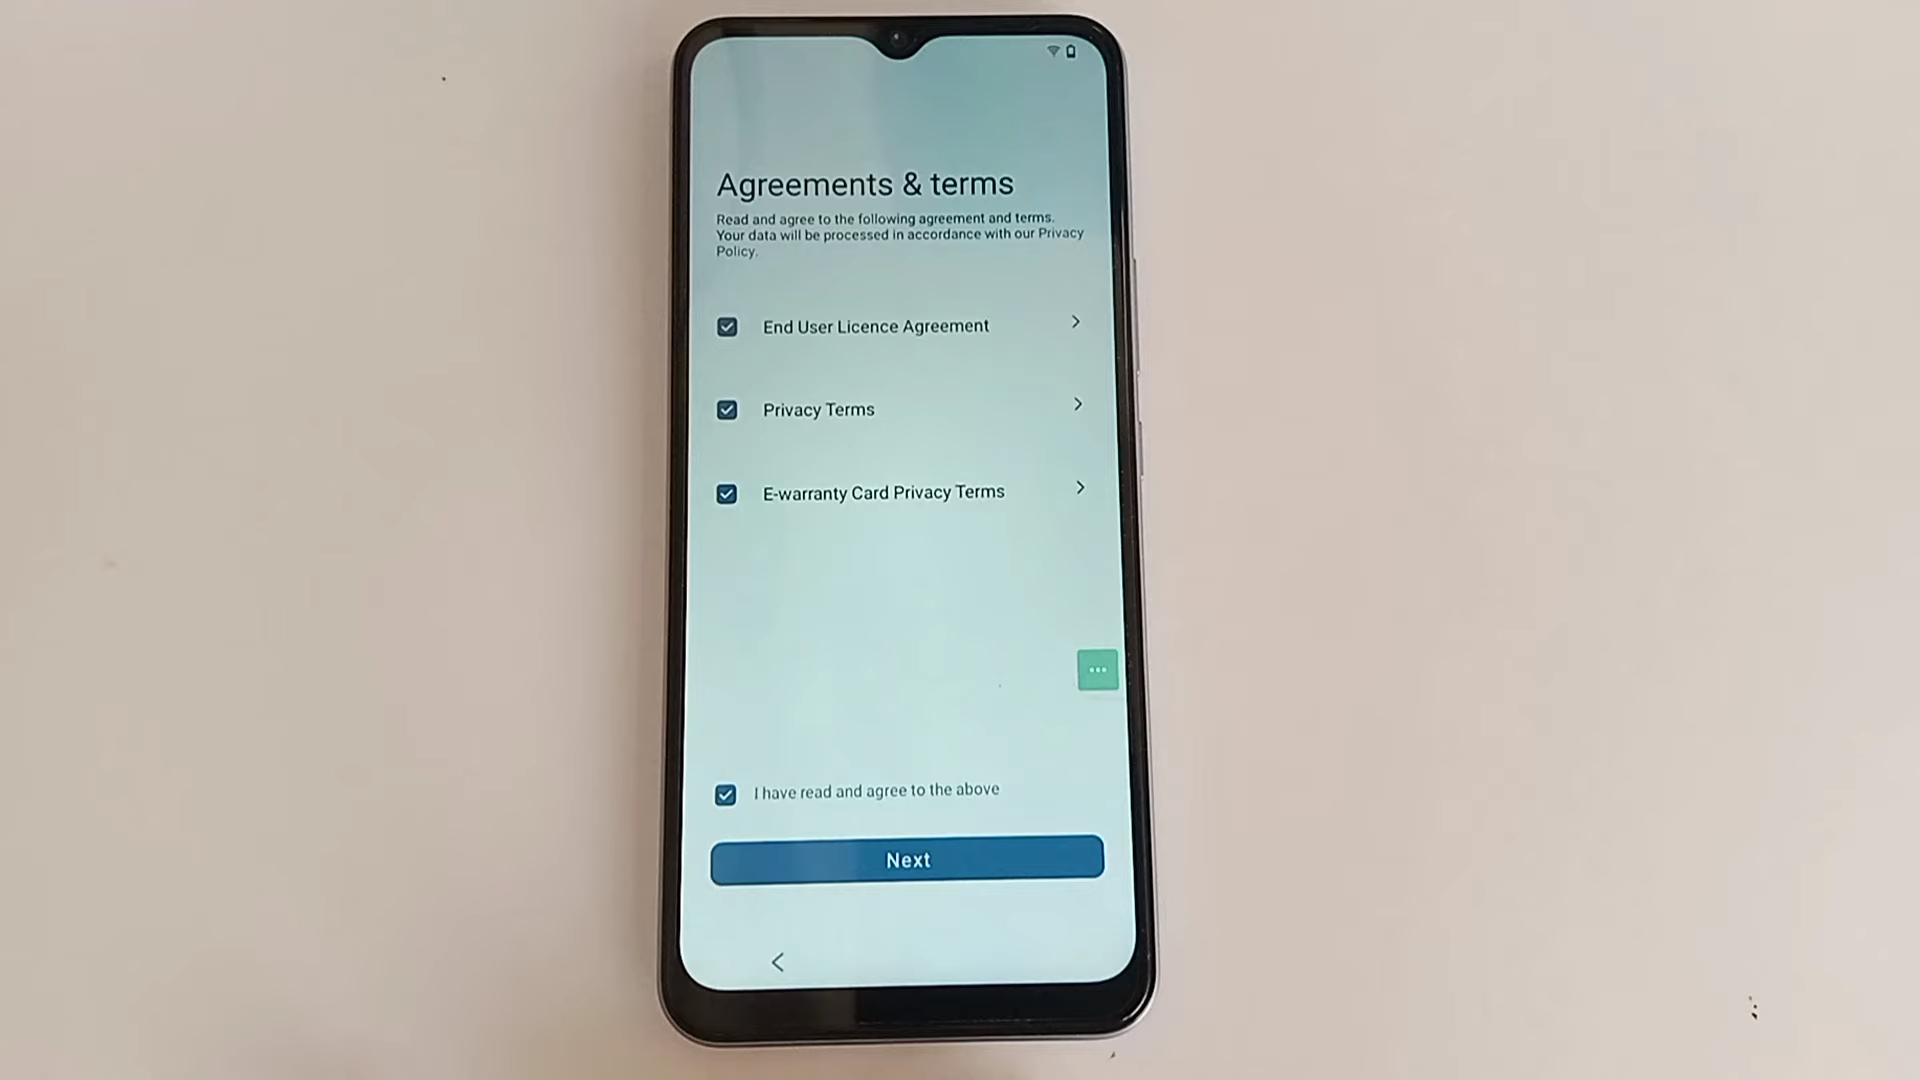 Agreements & terms
Read and agree to the following agreement and terms.
Your data will be processed in accordance with our Privacy
Policy.
End User Licence Agreement
Privacy Terms
E-warranty Card Privacy Terms
I have read and agree to the above
Next